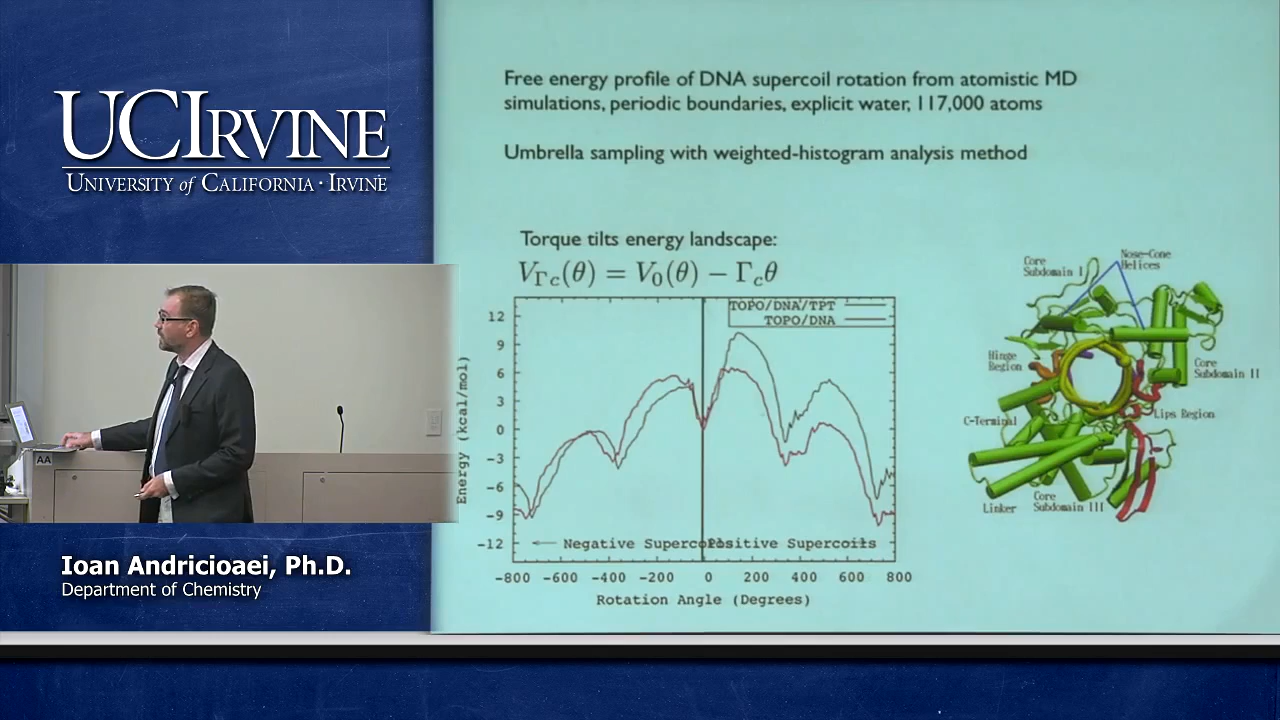 UCIRVINE
UNIVERSITY of CALIFORNIA · IRVINE
Free energy profile of DNA supercoil rotation from atomistic MD
simulations, periodic boundaries, explicit water, 117,000 atoms
Umbrella sampling with weighted-histogram analysis method
Torque tilts energy landscape:
V_Γc(θ) = V_0(θ) − Γ_cθ
TOPO/DNA/TPT
TOPO/DNA
Energy (kcal/mol)
12
9
6
3
0
-3
-6
-9
-12
Negative Supercoils
Positive Supercoils
-800 -600 -400 -200 0 200 400 600 800
Rotation Angle (Degrees)
Core
Subdomain I
Nose-Cone
Helices
Hinge
Region
Core
Subdomain II
C-Terminal
Lips Region
Linker
Core
Subdomain III
AA
Ioan Andricioaei, Ph.D.
Department of Chemistry